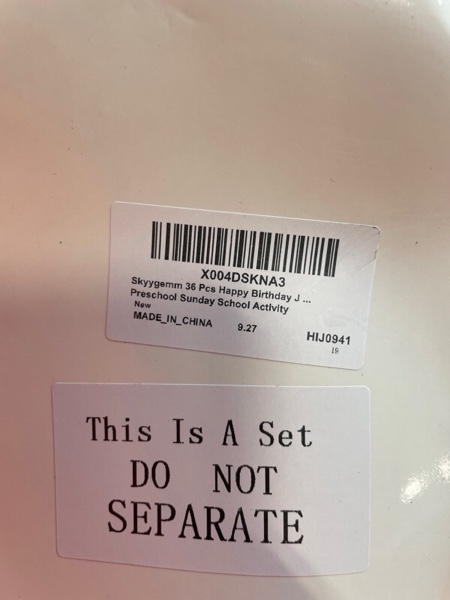 X004DSKNA3
Skyygemm 36 Pcs Happy Birthday J ...
Preschool Sunday School Activity
New
MADE_IN_CHINA 9.27 HIJ0941
19
This Is A Set
DO NOT
SEPARATE